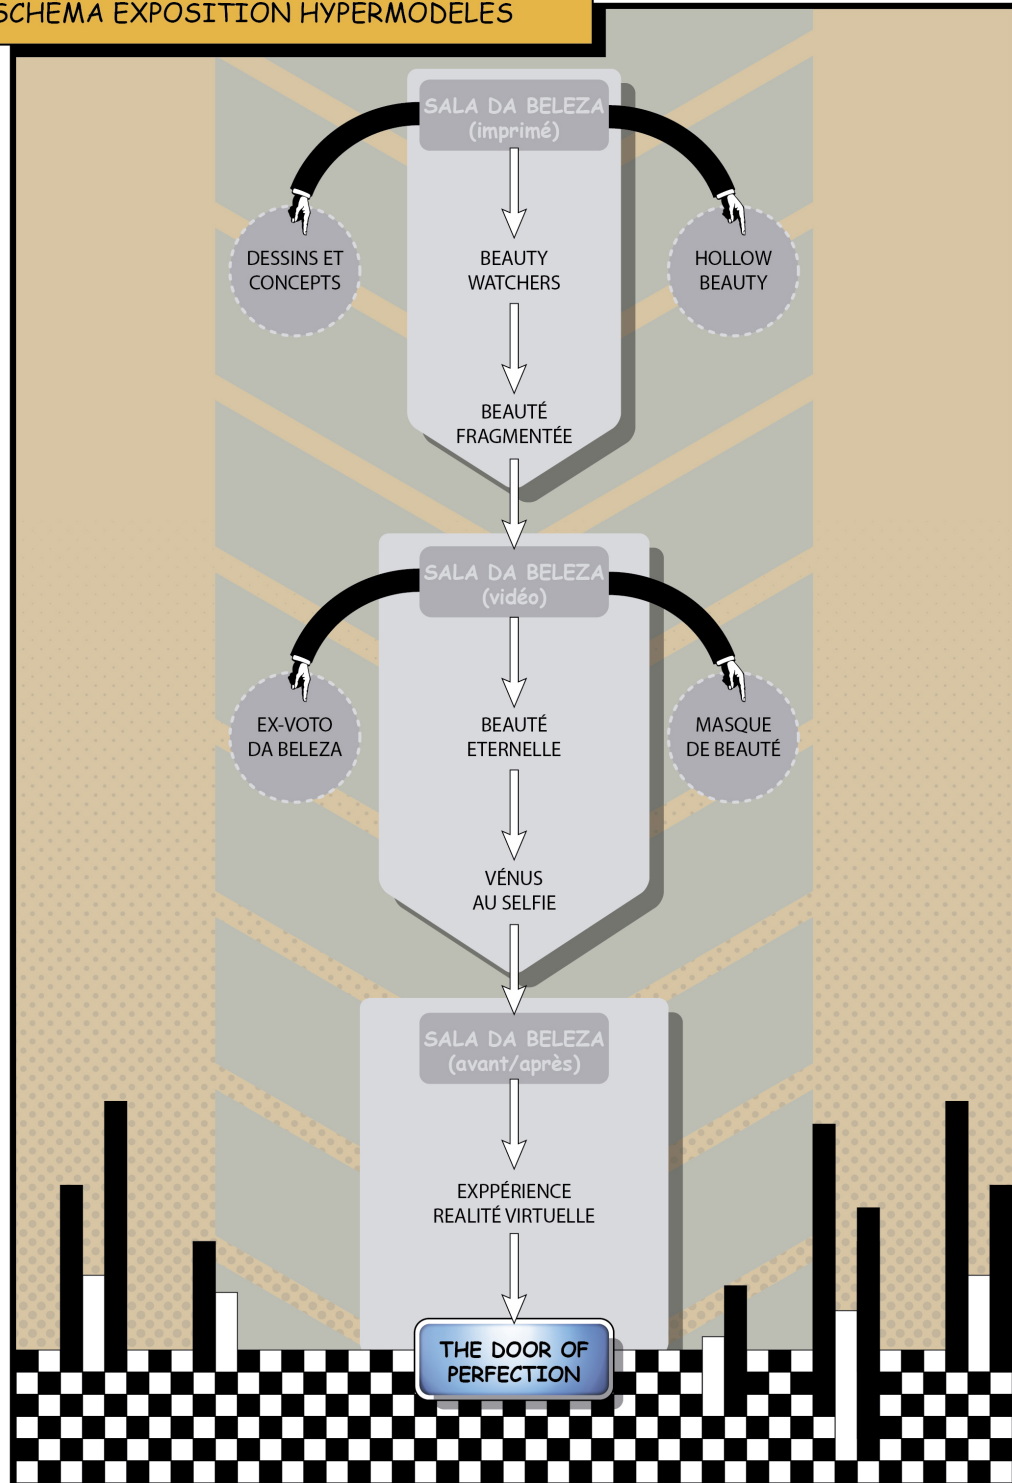 SCHEMA EXPOSITION HYPERMODELES
SALA DA BELEZA
(imprimé)
DESSINS ET
CONCEPTS
BEAUTY
WATCHERS
HOLLOW
BEAUTY
BEAUTÉ
FRAGMENTÉE
SALA DA BELEZA
(vidéo)
EX-VOTO
DA BELEZA
BEAUTÉ
ETERNELLE
MASQUE
DE BEAUTÉ
VÉNUS
AU SELFIE
SALA DA BELEZA
(avant/après)
EXPPÉRIENCE
REALITÉ VIRTUELLE
THE DOOR OF
PERFECTION